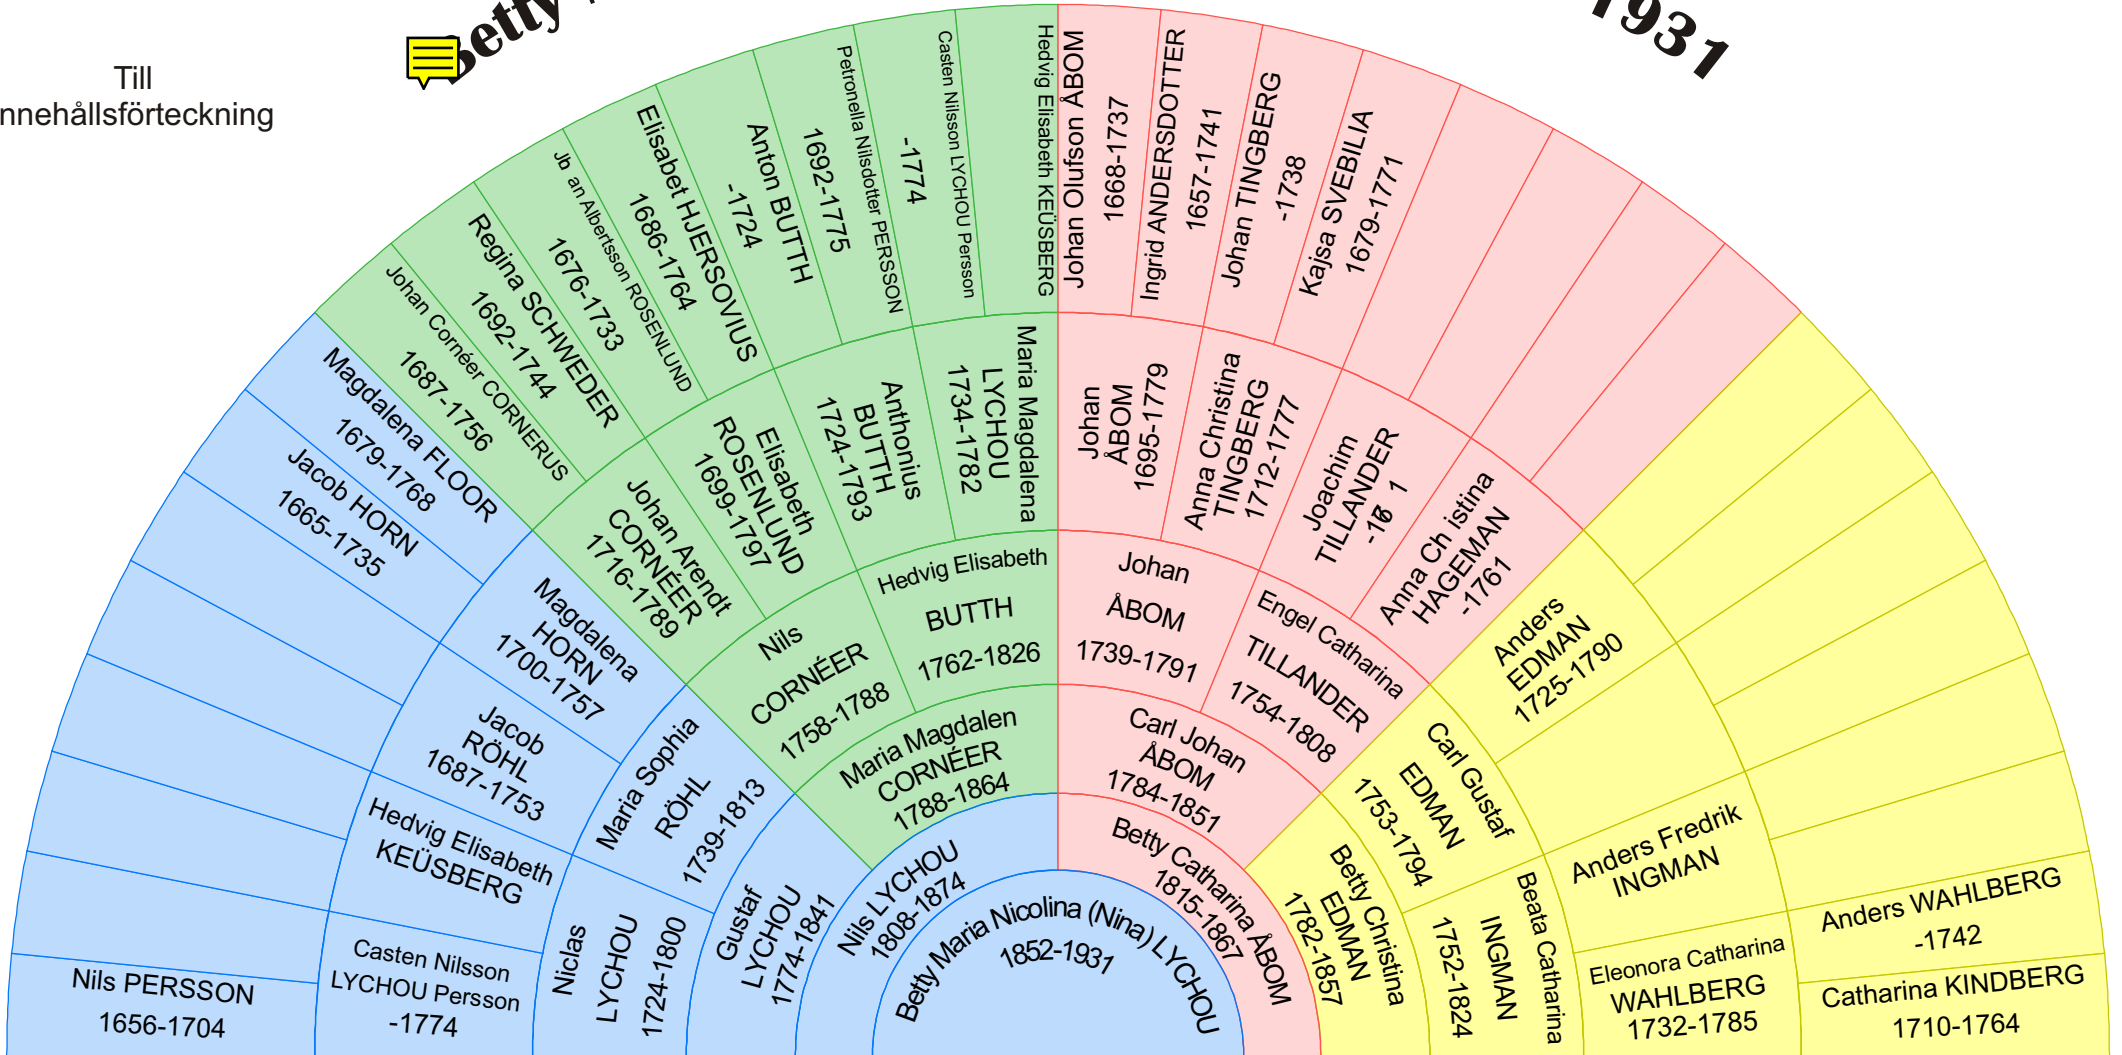 Betty
1931
Till
nnehållsförteckning
Betty Maria Nicolina (Nina) LYCHOU
1852-1931
Nils LYCHOU
1808-1874
Betty Catharina ÅBOM
1815-1867
Gustaf
LYCHOU
1774-1841
Maria Magdalen
CORNÉER
1788-1864
Carl Johan
ÅBOM
1784-1851
Betty Christina
EDMAN
1782-1857
Niclas
LYCHOU
1724-1800
Maria Sophia
RÖHL
1739-1813
Nils
CORNÉER
1758-1788
Hedvig Elisabeth
BUTTH
1762-1826
Johan
ÅBOM
1739-1791
Engel Catharina
TILLANDER
1754-1808
Carl Gustaf
EDMAN
1753-1794
Beata Catharina
INGMAN
1752-1824
Casten Nilsson
LYCHOU Persson
-1774
Hedvig Elisabeth
KEÜSBERG
Jacob
RÖHL
1687-1753
Magdalena
HORN
1700-1757
Johan Arendt
CORNÉER
1716-1789
Elisabeth
ROSENLUND
1699-1797
Anthonius
BUTTH
1724-1793
Maria Magdalena
LYCHOU
1734-1782
Johan
ÅBOM
1695-1779
Anna Christina
TINGBERG
1712-1777
Joachim
TILLANDER
Anna Ch istina
HAGEMAN
-1761
Anders
EDMAN
1725-1790
Anders Fredrik
INGMAN
Eleonora Catharina
WAHLBERG
1732-1785
Nils PERSSON
1656-1704
Jacob HORN
1665-1735
Magdalena FLOOR
1679-1768
Johan Cornéer CORNERUS
1687-1756
Regina SCHWEDER
1692-1744
Jb an Albertsson ROSENLUND
1676-1733
Elisabet HJERSOVIUS
1686-1764
Anton BUTTH
-1724
Petronella Nilsdotter PERSSON
1692-1775
Casten Nilsson LYCHOU Persson
-1774
Hedvig Elisabeth KEÜSBERG
Johan Olufson ÅBOM
1668-1737
Ingrid ANDERSDOTTER
1657-1741
Johan TINGBERG
-1738
Kajsa SVEBILIA
1679-1771
Anders WAHLBERG
-1742
Catharina KINDBERG
1710-1764